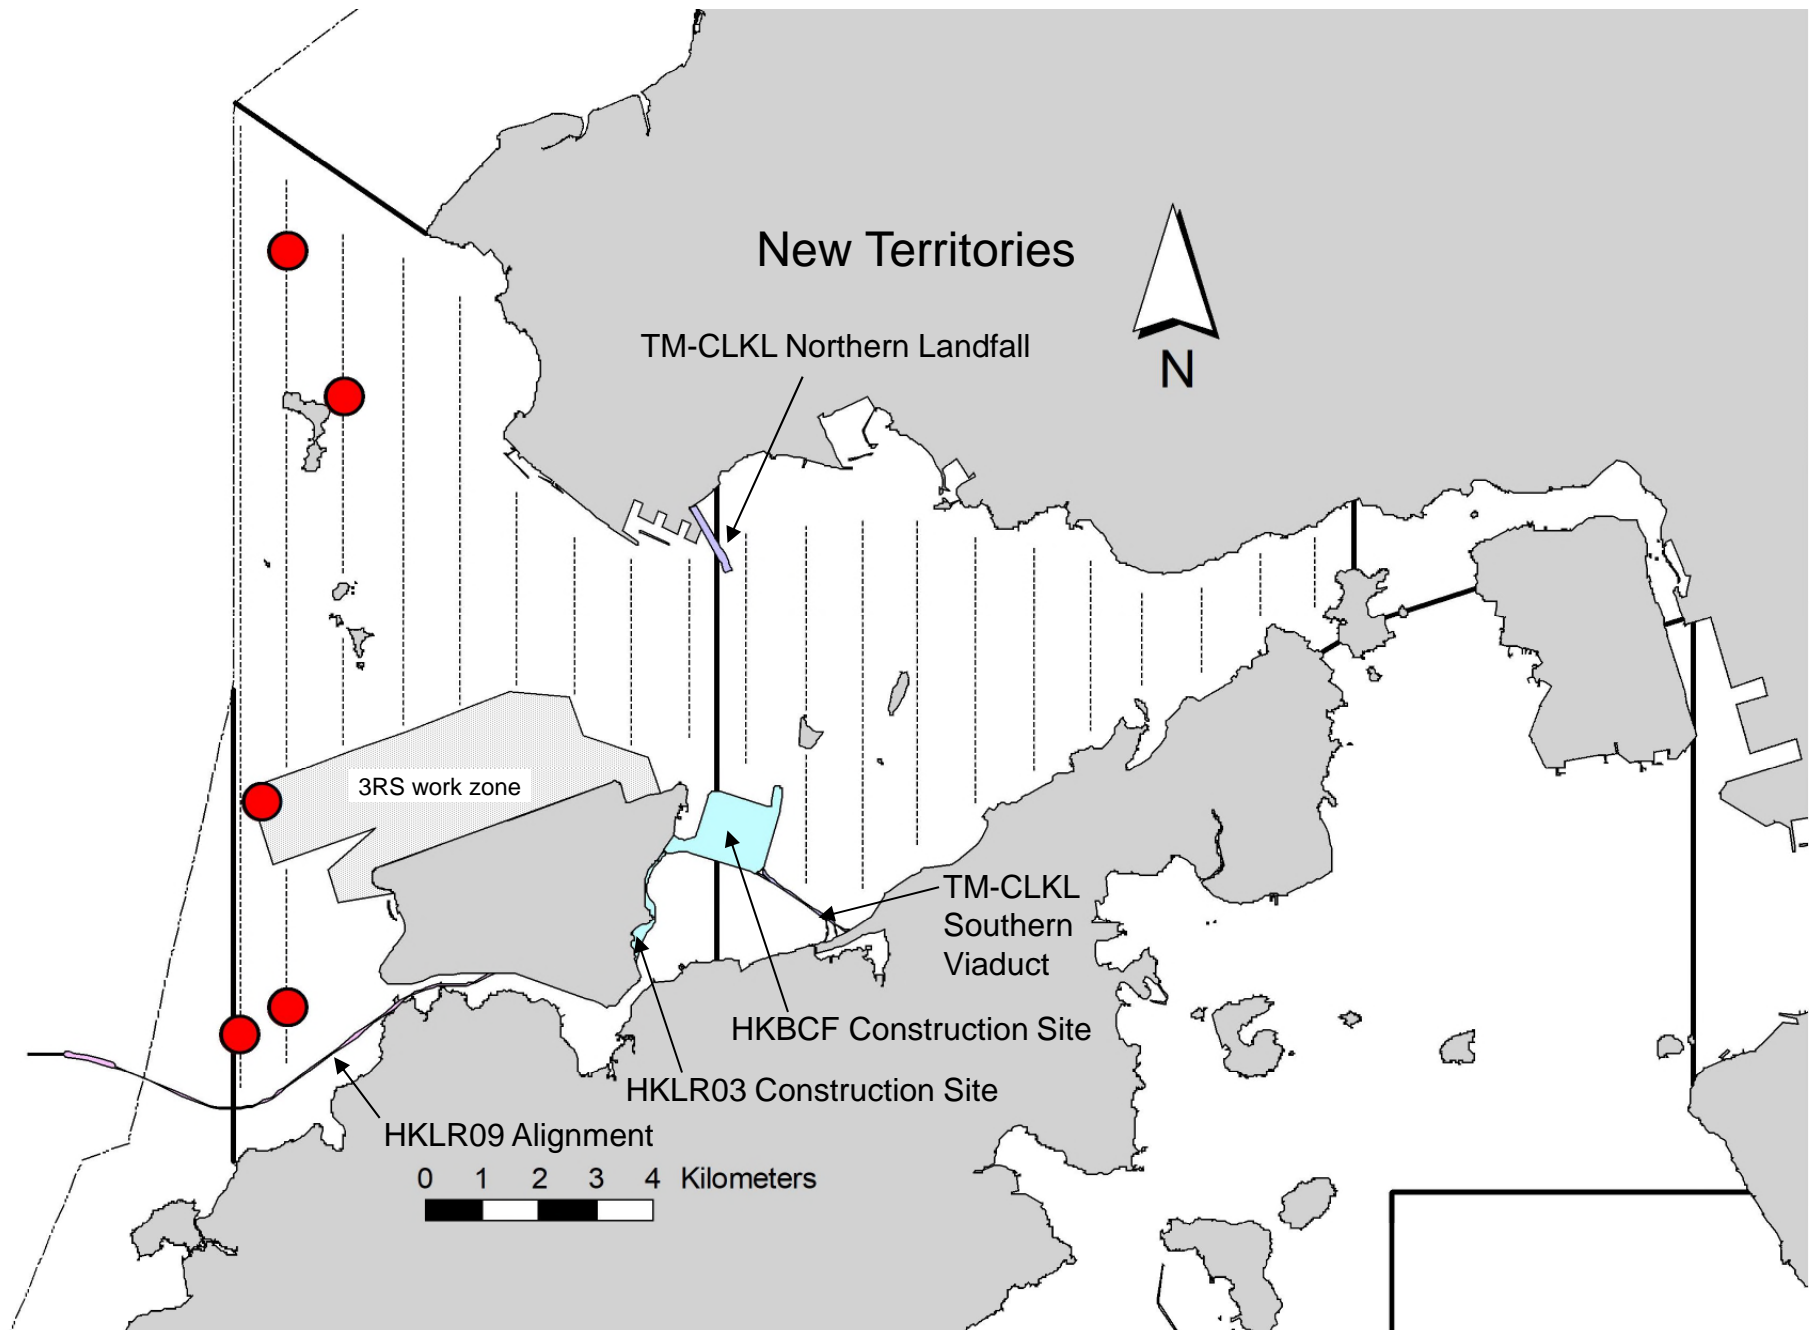 New Territories
TM-CLKL Northern Landfall
N
3RS work zone
TM-CLKL
Southern
Viaduct
HKBCF Construction Site
HKLR03 Construction Site
HKLR09 Alignment
0 1 2 3 4 Kilometers